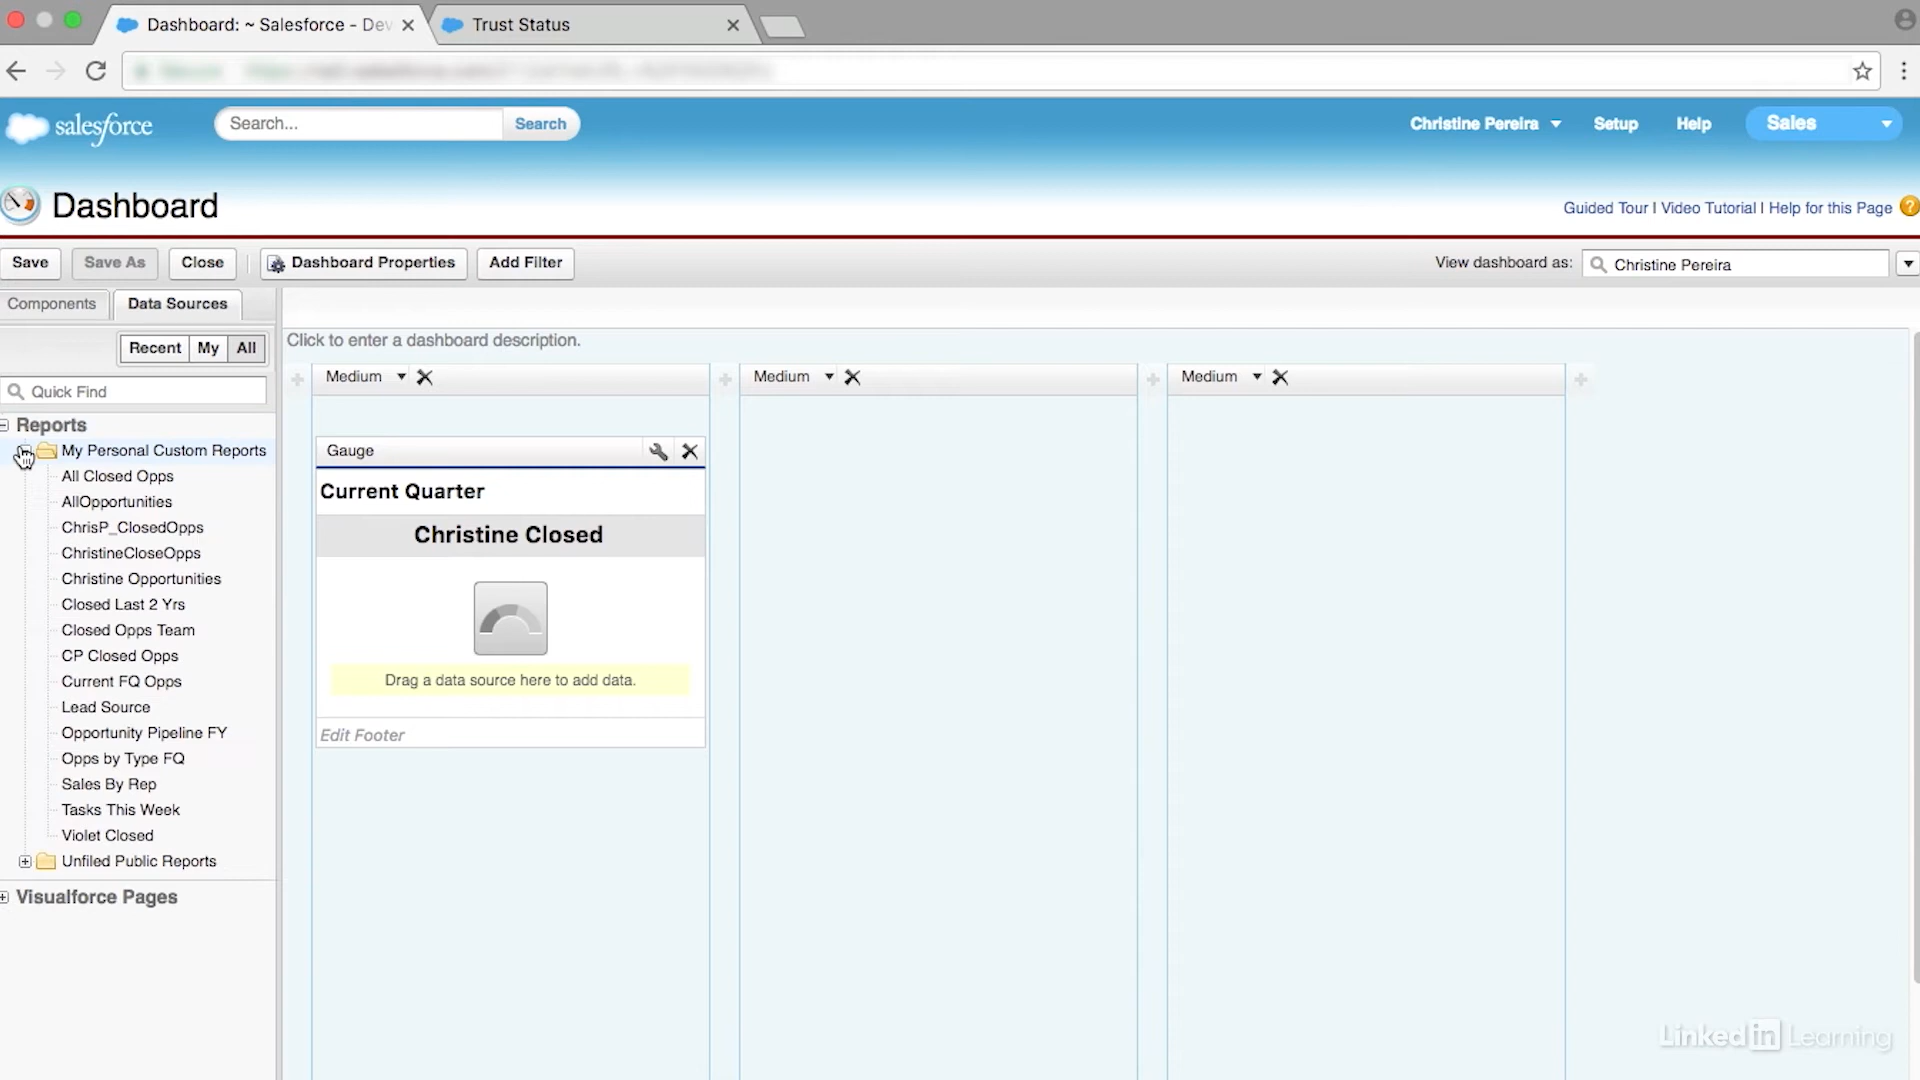 Dashboard: ~ Salesforce - Dev
Trust Status
salesforce
Search...
Search
Christine Pereira
Setup
Help
Sales
Dashboard
Guided Tour | Video Tutorial | Help for this Page
Save
Save As
Close
Dashboard Properties
Add Filter
View dashboard as:
Christine Pereira
Components
Data Sources
Recent
My
All
Quick Find
Reports
My Personal Custom Reports
All Closed Opps
AllOpportunities
ChrisP_ClosedOpps
ChristineCloseOpps
Christine Opportunities
Closed Last 2 Yrs
Closed Opps Team
CP Closed Opps
Current FQ Opps
Lead Source
Opportunity Pipeline FY
Opps by Type FQ
Sales By Rep
Tasks This Week
Violet Closed
Unfiled Public Reports
Visualforce Pages
Click to enter a dashboard description.
Medium
Medium
Medium
Gauge
Current Quarter
Christine Closed
Drag a data source here to add data.
Edit Footer
LinkedIn Learning